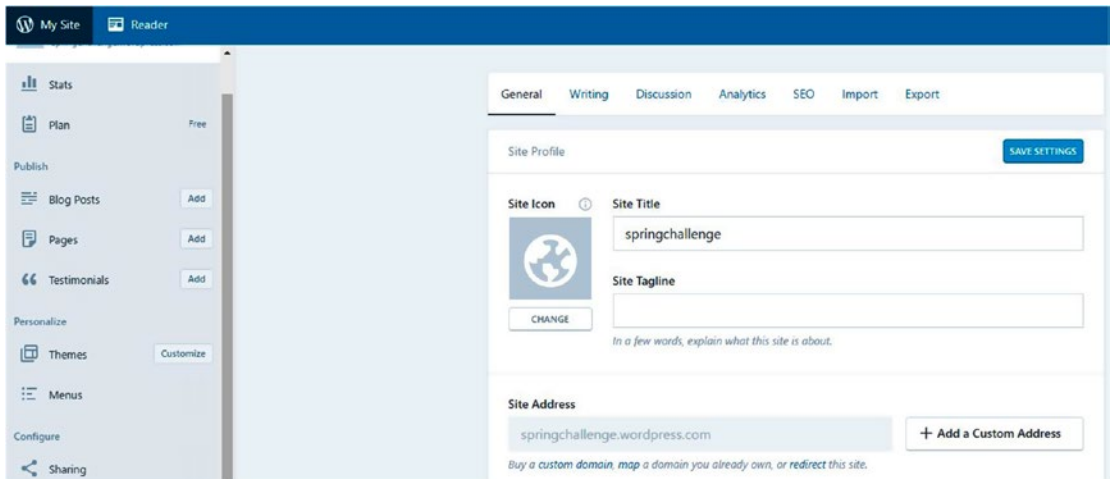 My Site Reader
Stats
Plan Free
Publish
Blog Posts Add
Pages Add
Testimonials Add
Personalize
Themes Customize
Menus
Configure
Sharing
General Writing Discussion Analytics SEO Import Export
Site Profile SAVE SETTINGS
Site Icon Site Title
springchallenge
Site Tagline
CHANGE
In a few words, explain what this site is about.
Site Address
springchallenge.wordpress.com + Add a Custom Address
Buy a custom domain, map a domain you already own, or redirect this site.